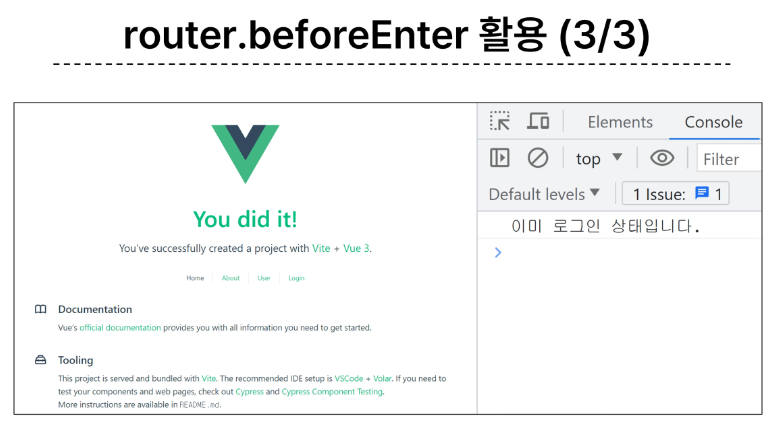 router.beforeEnter 활용 (3/3)
You did it!
You've successfully created a project with Vite + Vue 3.
Home About User Login
Documentation
Vue's official documentation provides you with all information you need to get started.
Tooling
This project is served and bundled with Vite. The recommended IDE setup is VSCode + Volar. If you need to
test your components and web pages, check out Cypress and Cypress Component Testing.
More instructions are available in README.md.
Elements Console
top Filter
Default levels 1 Issue: 1
이미 로그인 상태입니다.